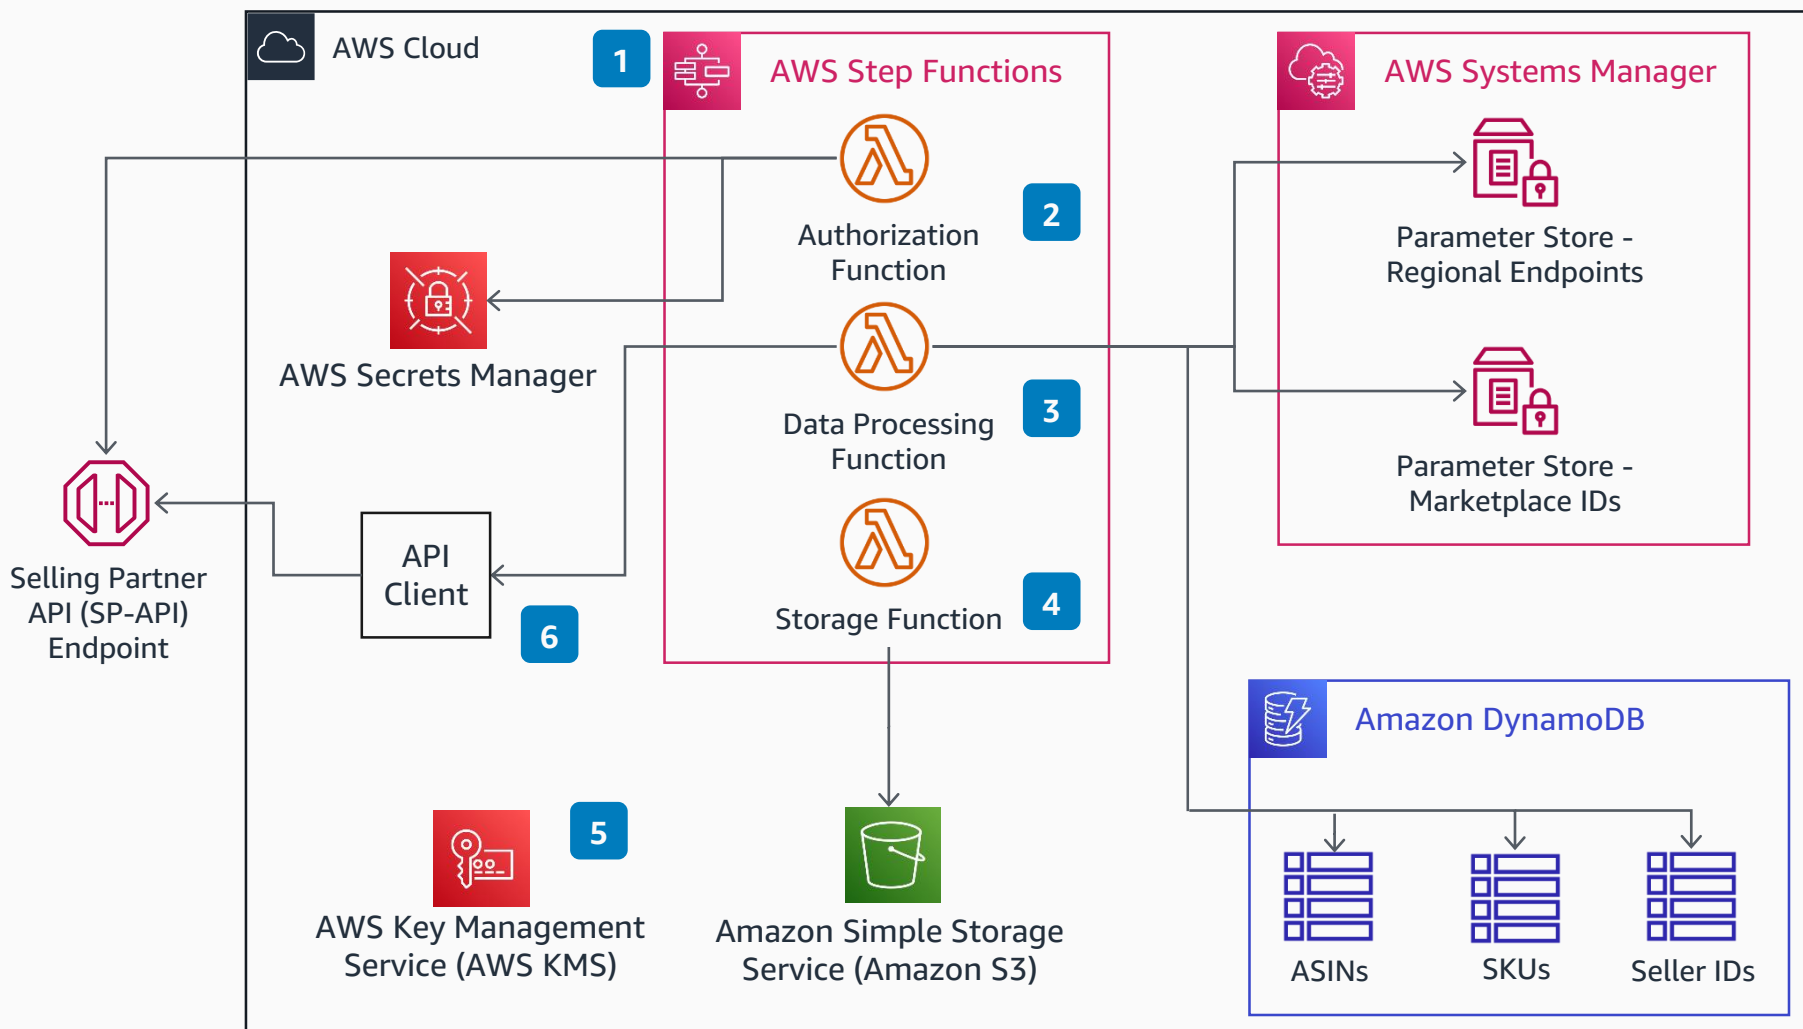 AWS Cloud
1
AWS Step Functions
AWS Systems Manager
Authorization
Function
2
Parameter Store -
Regional Endpoints
AWS Secrets Manager
Data Processing
Function
3
Parameter Store -
Marketplace IDs
Selling Partner
API (SP-API)
Endpoint
API
Client
6
Storage Function
4
Amazon DynamoDB
5
AWS Key Management
Service (AWS KMS)
Amazon Simple Storage
Service (Amazon S3)
ASINs
SKUs
Seller IDs